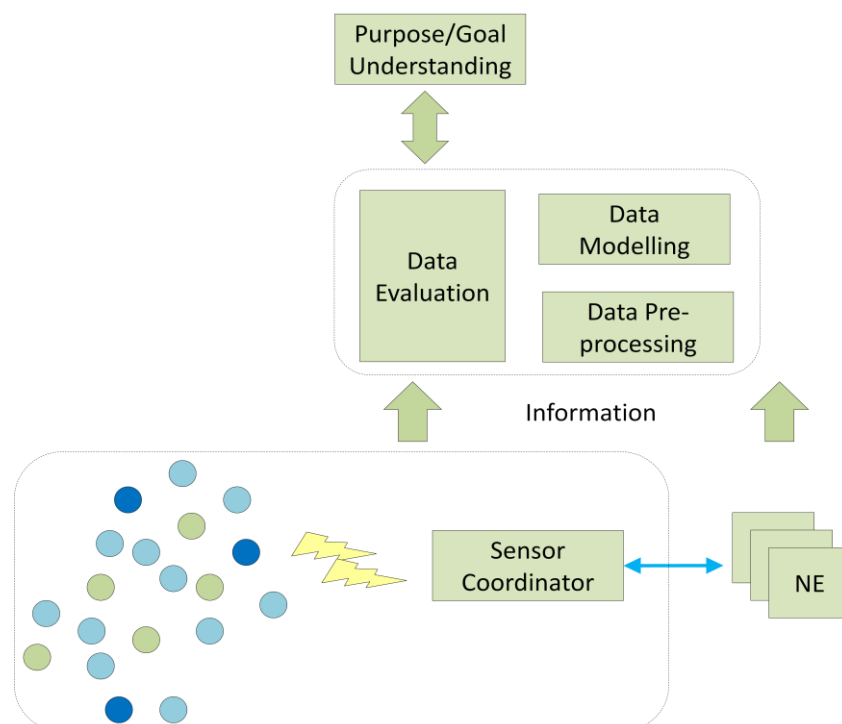 Purpose/Goal
Understanding
Data
Evaluation
Data
Modelling
Data Pre-
processing
Information
Sensor
Coordinator
NE